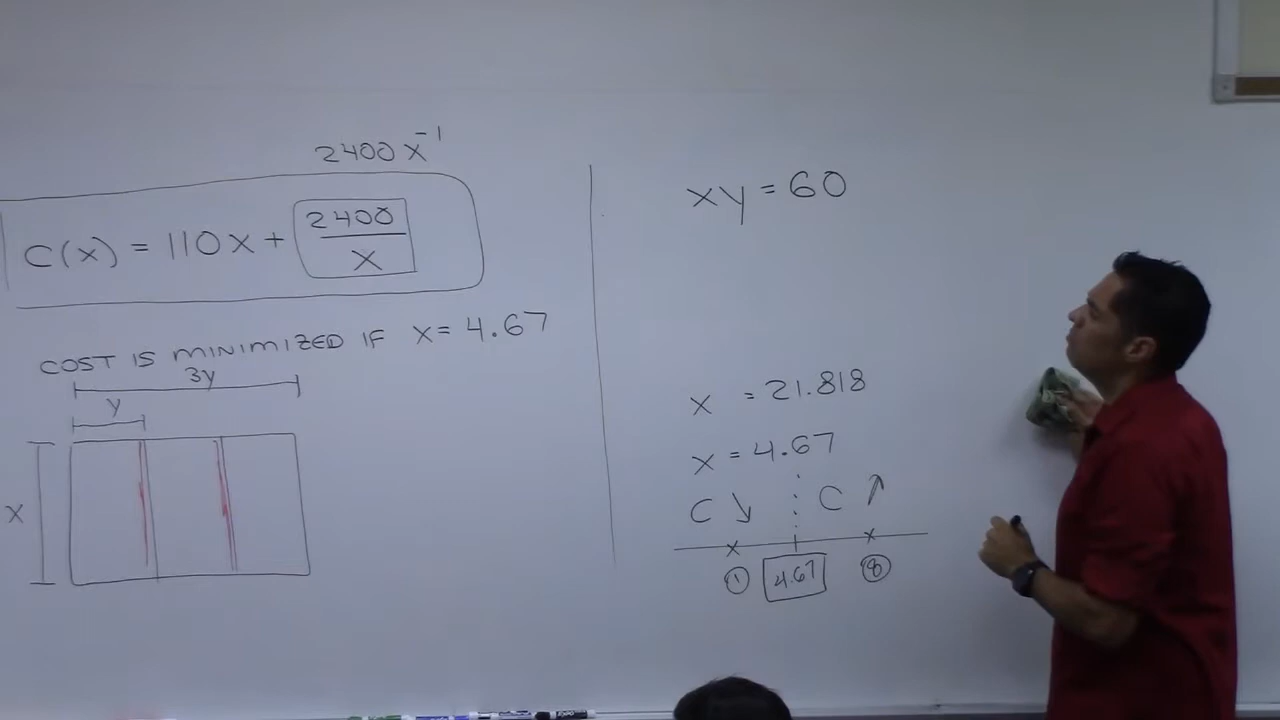 2400 x⁻¹
C(x) = 110x + 2400/x
COST IS MINIMIZED IF x = 4.67
3y
y
x
xy = 60
x = 21.818
x = 4.67
C ↘ C ↑
1 4.67 8